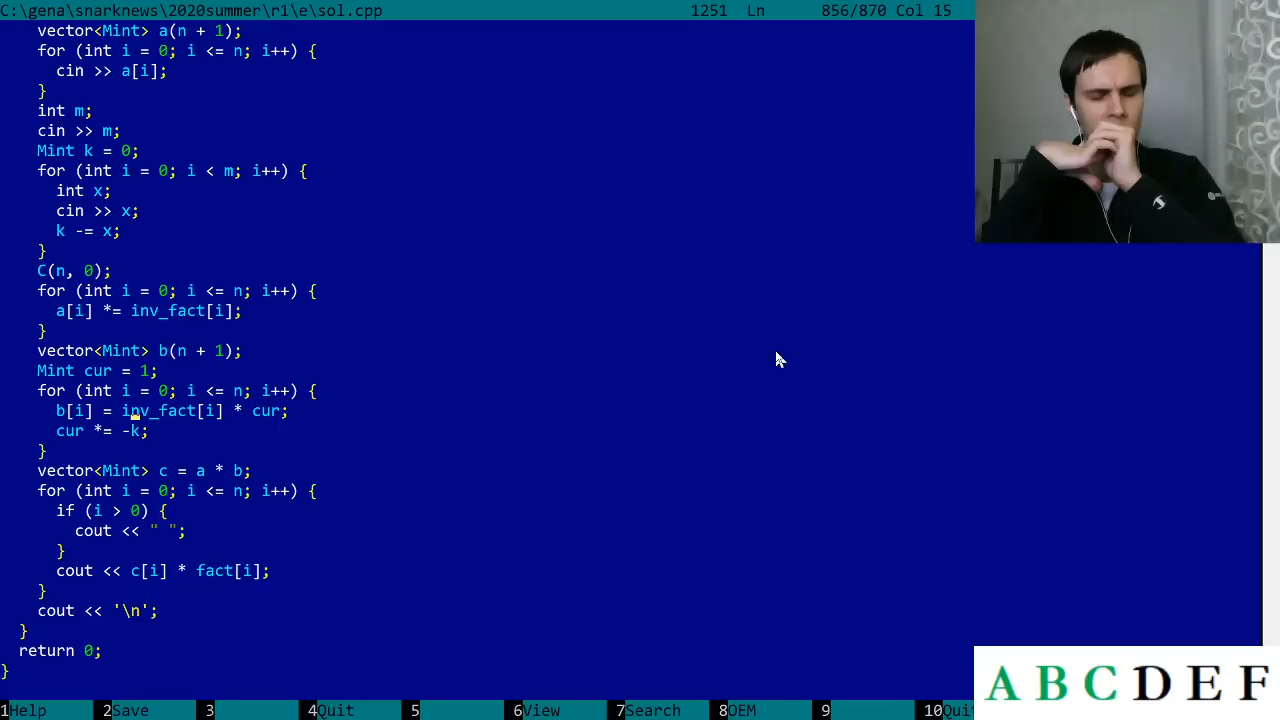 C:\gena\snarknews\2020summer\r1\e\sol.cpp 1251 Ln 856/870 Col 15
vector<Mint> a(n + 1);
for (int i = 0; i <= n; i++) {
cin >> a[i];
}
int m;
cin >> m;
Mint k = 0;
for (int i = 0; i < m; i++) {
int x;
cin >> x;
k -= x;
}
C(n, 0);
for (int i = 0; i <= n; i++) {
a[i] *= inv_fact[i];
}
vector<Mint> b(n + 1);
Mint cur = 1;
for (int i = 0; i <= n; i++) {
b[i] = inv_fact[i] * cur;
cur *= -k;
}
vector<Mint> c = a * b;
for (int i = 0; i <= n; i++) {
if (i > 0) {
cout << " ";
}
cout << c[i] * fact[i];
}
cout << '\n';
}
return 0;
}
A B C D E F
1Help 2Save 3 4Quit 5 6View 7Search 8OEM 9 10Qui